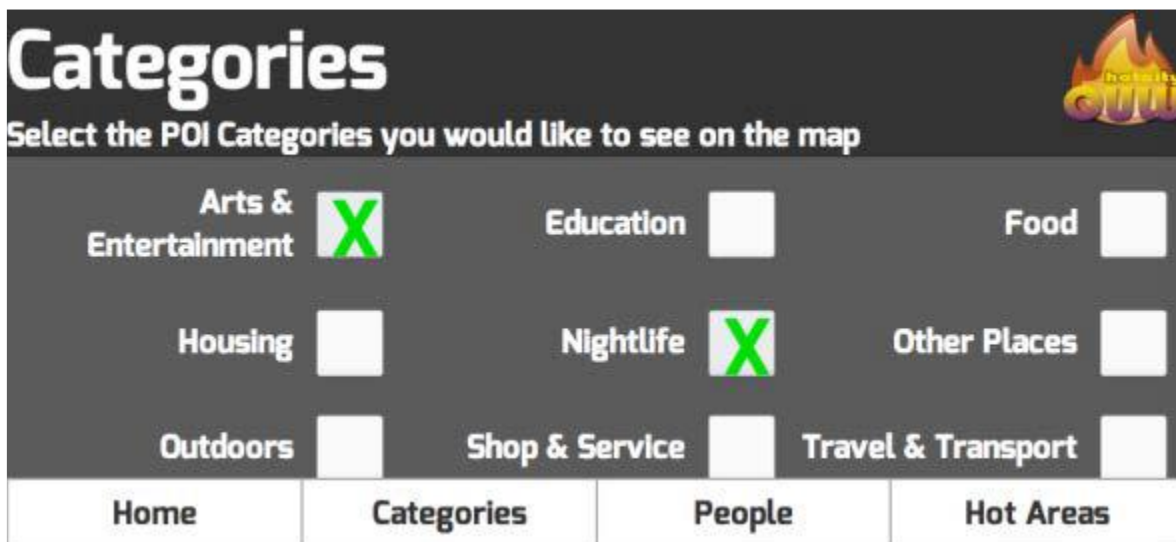 Categories
hotcity
Select the POI Categories you would like to see on the map
Arts &
Entertainment X
Education
Food
Housing
Nightlife X
Other Places
Outdoors
Shop & Service
Travel & Transport
Home
Categories
People
Hot Areas